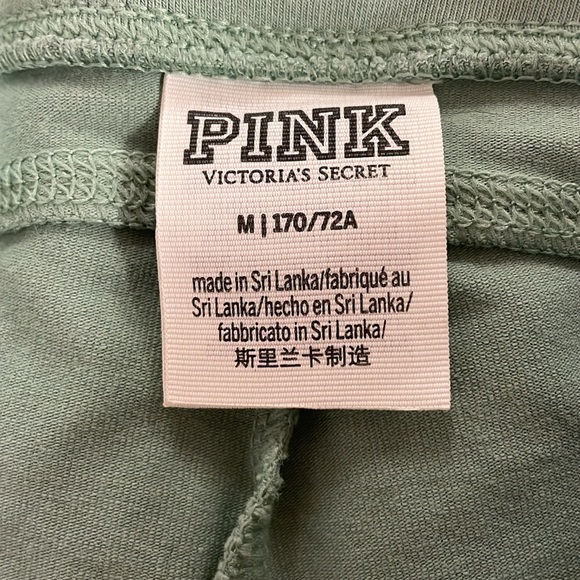 PINK
VICTORIA'S SECRET
M | 170/72A
made in Sri Lanka/fabriqué au
Sri Lanka/hecho en Sri Lanka/
fabbricato in Sri Lanka/
斯里兰卡制造